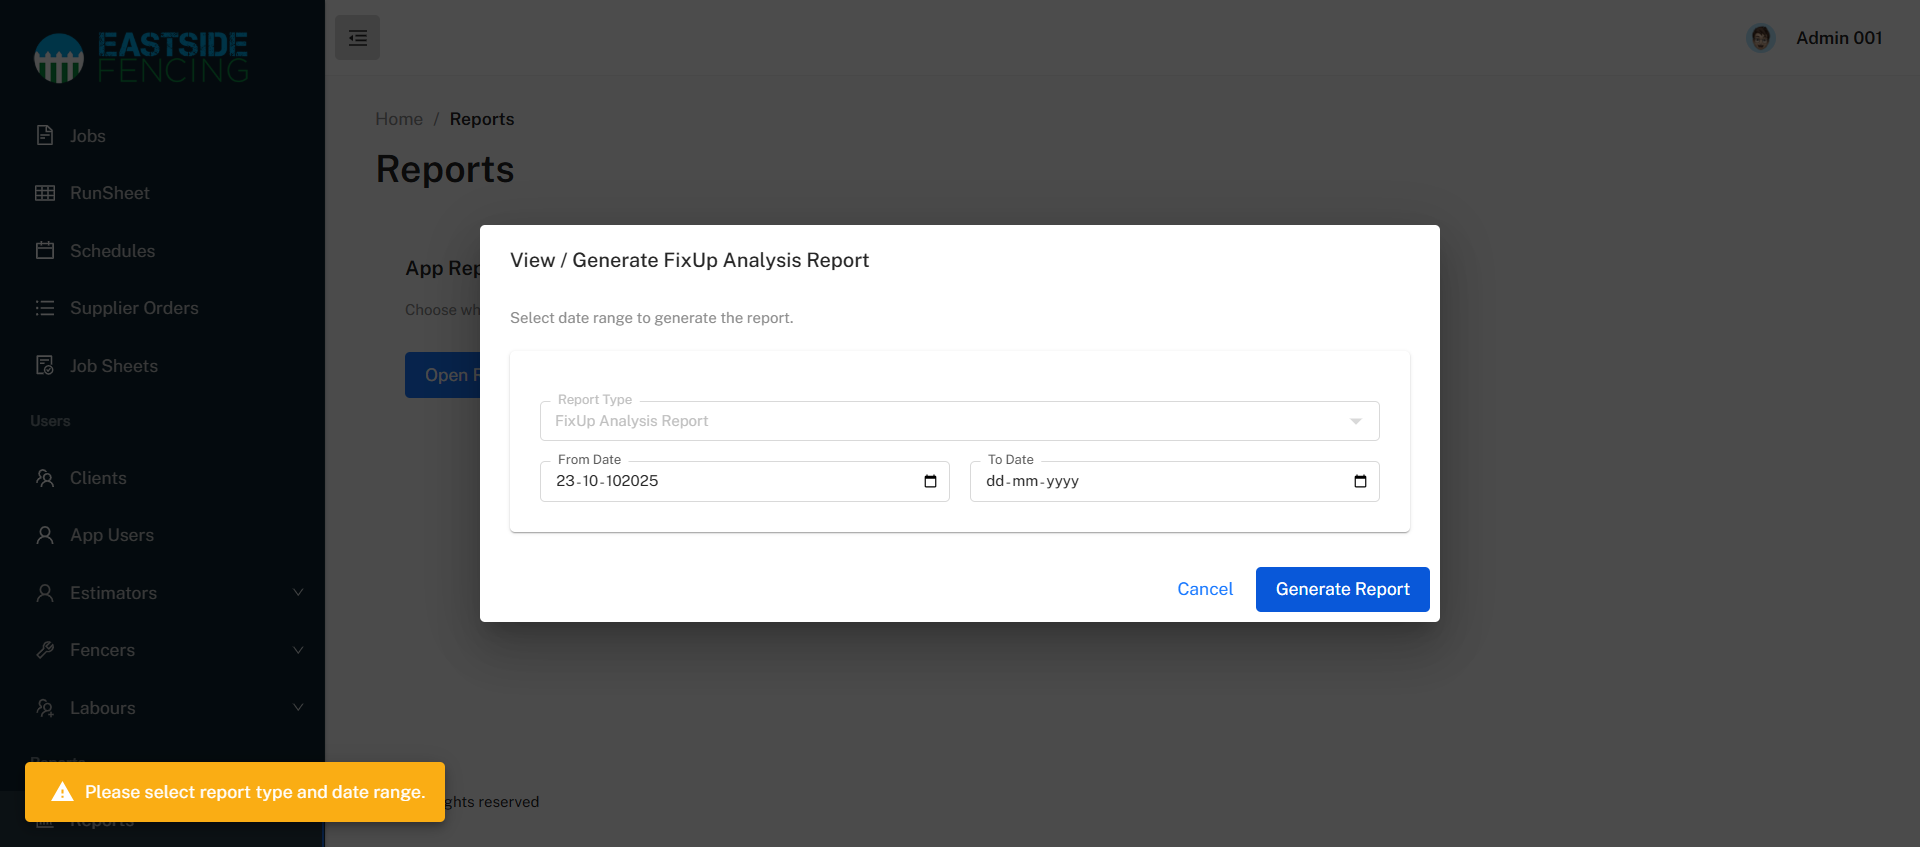 EASTSIDE
FENCING
Admin 001
Jobs
RunSheet
Schedules
Supplier Orders
Job Sheets
Users
Clients
App Users
Estimators
Fencers
Labours
Reports
Home / Reports
Reports
App Rep
Choose wh
Open F
View / Generate FixUp Analysis Report
Select date range to generate the report.
Report Type
FixUp Analysis Report
From Date
23-10-102025
To Date
dd-mm-yyyy
Cancel
Generate Report
Please select report type and date range.
ghts reserved